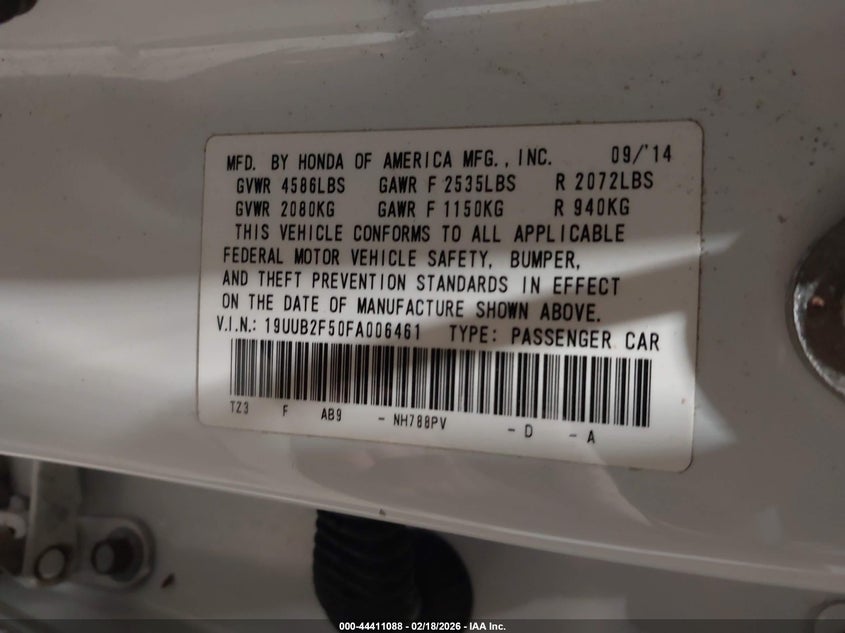 MFD. BY HONDA OF AMERICA MFG., INC. 09/'14
GVWR 4586LBS GAWR F 2535LBS R 2072LBS
GVWR 2080KG GAWR F 1150KG R 940KG
THIS VEHICLE CONFORMS TO ALL APPLICABLE
FEDERAL MOTOR VEHICLE SAFETY, BUMPER,
AND THEFT PREVENTION STANDARDS IN EFFECT
ON THE DATE OF MANUFACTURE SHOWN ABOVE.
V.I.N.: 19UUB2F50FA006461 TYPE: PASSENGER CAR
TZ3 F AB9 - NH788PV - D - A
000-44411088 - 02/18/2026 - IAA Inc.